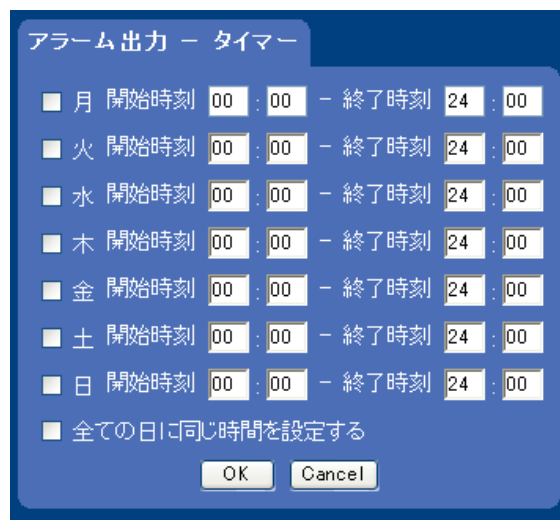 アラーム出力 － タイマー
月 開始時刻 00 : 00 － 終了時刻 24 : 00
火 開始時刻 00 : 00 － 終了時刻 24 : 00
水 開始時刻 00 : 00 － 終了時刻 24 : 00
木 開始時刻 00 : 00 － 終了時刻 24 : 00
金 開始時刻 00 : 00 － 終了時刻 24 : 00
土 開始時刻 00 : 00 － 終了時刻 24 : 00
日 開始時刻 00 : 00 － 終了時刻 24 : 00
全ての日に同じ時間を設定する
OK Cancel